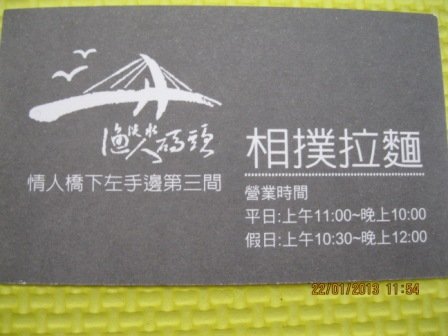 淡水
漁人碼頭
情人橋下左手邊第三間
相撲拉麵
營業時間
平日:上午11:00~晚上10:00
假日:上午10:30~晚上12:00
22/01/2013 11:54